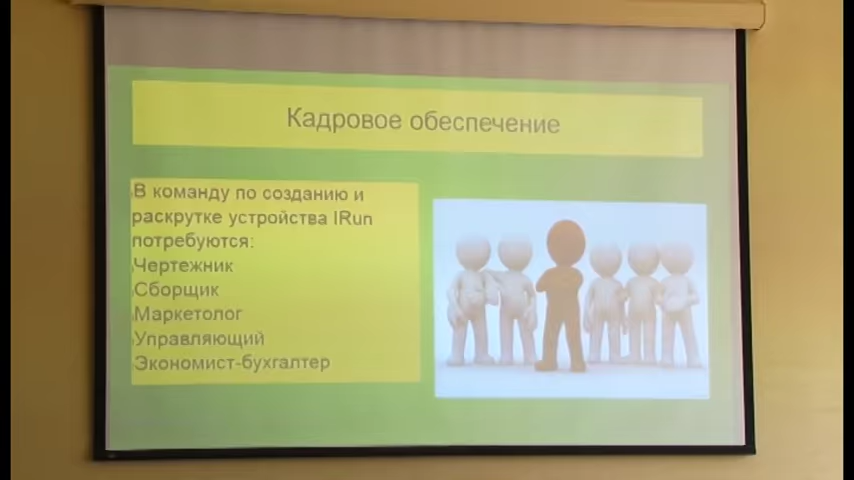 Кадровое обеспечение
В команду по созданию и
раскрутке устройства IRun
потребуются:
Чертежник
Сборщик
Маркетолог
Управляющий
Экономист-бухгалтер